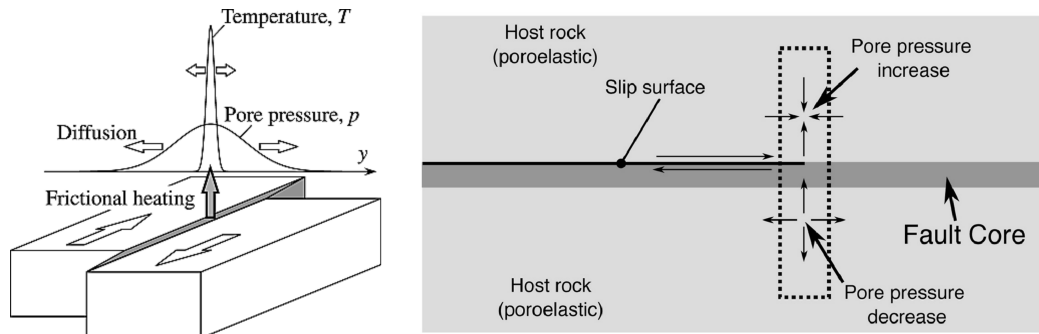 Temperature, T
Pore pressure, p
Diffusion
y
Frictional heating
Host rock
(poroelastic)
Pore pressure
increase
Slip surface
Fault Core
Host rock
(poroelastic)
Pore pressure
decrease